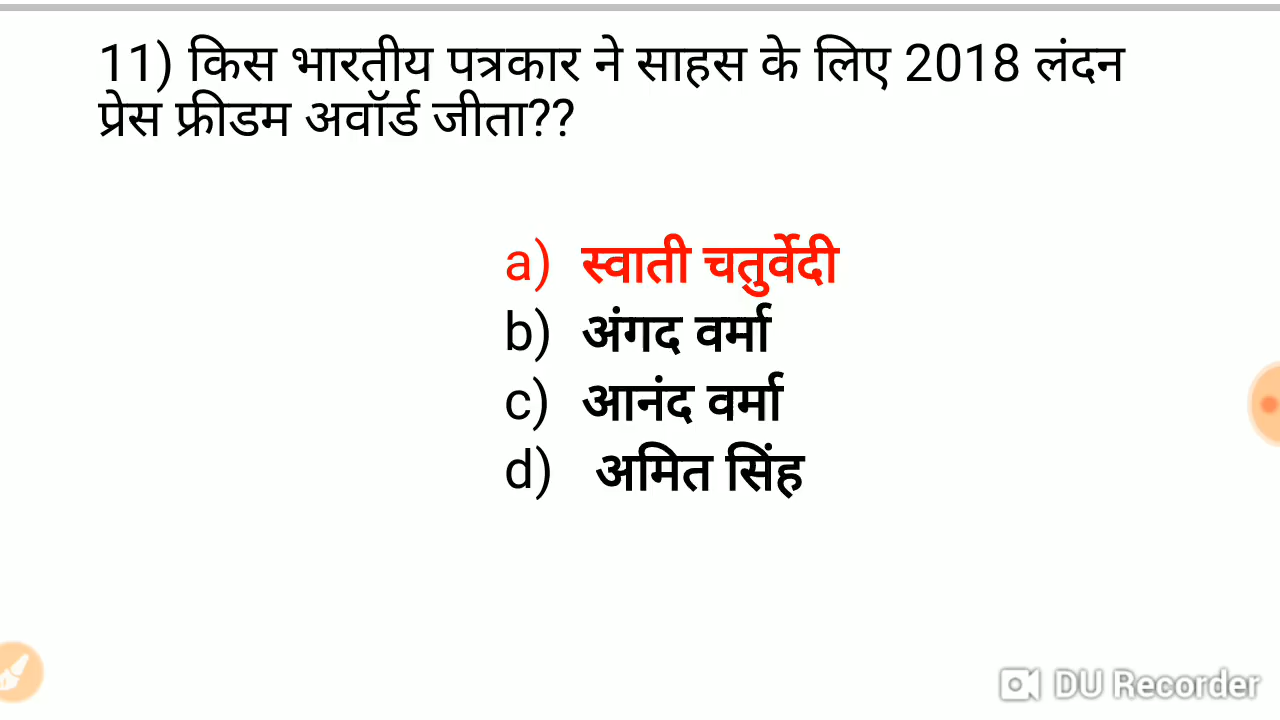 11) किस भारतीय पत्रकार ने साहस के लिए 2018 लंदन
प्रेस फ्रीडम अवॉर्ड जीता??
a) स्वाती चतुर्वेदी
b) अंगद वर्मा
c) आनंद वर्मा
d) अमित सिंह
DU Recorder